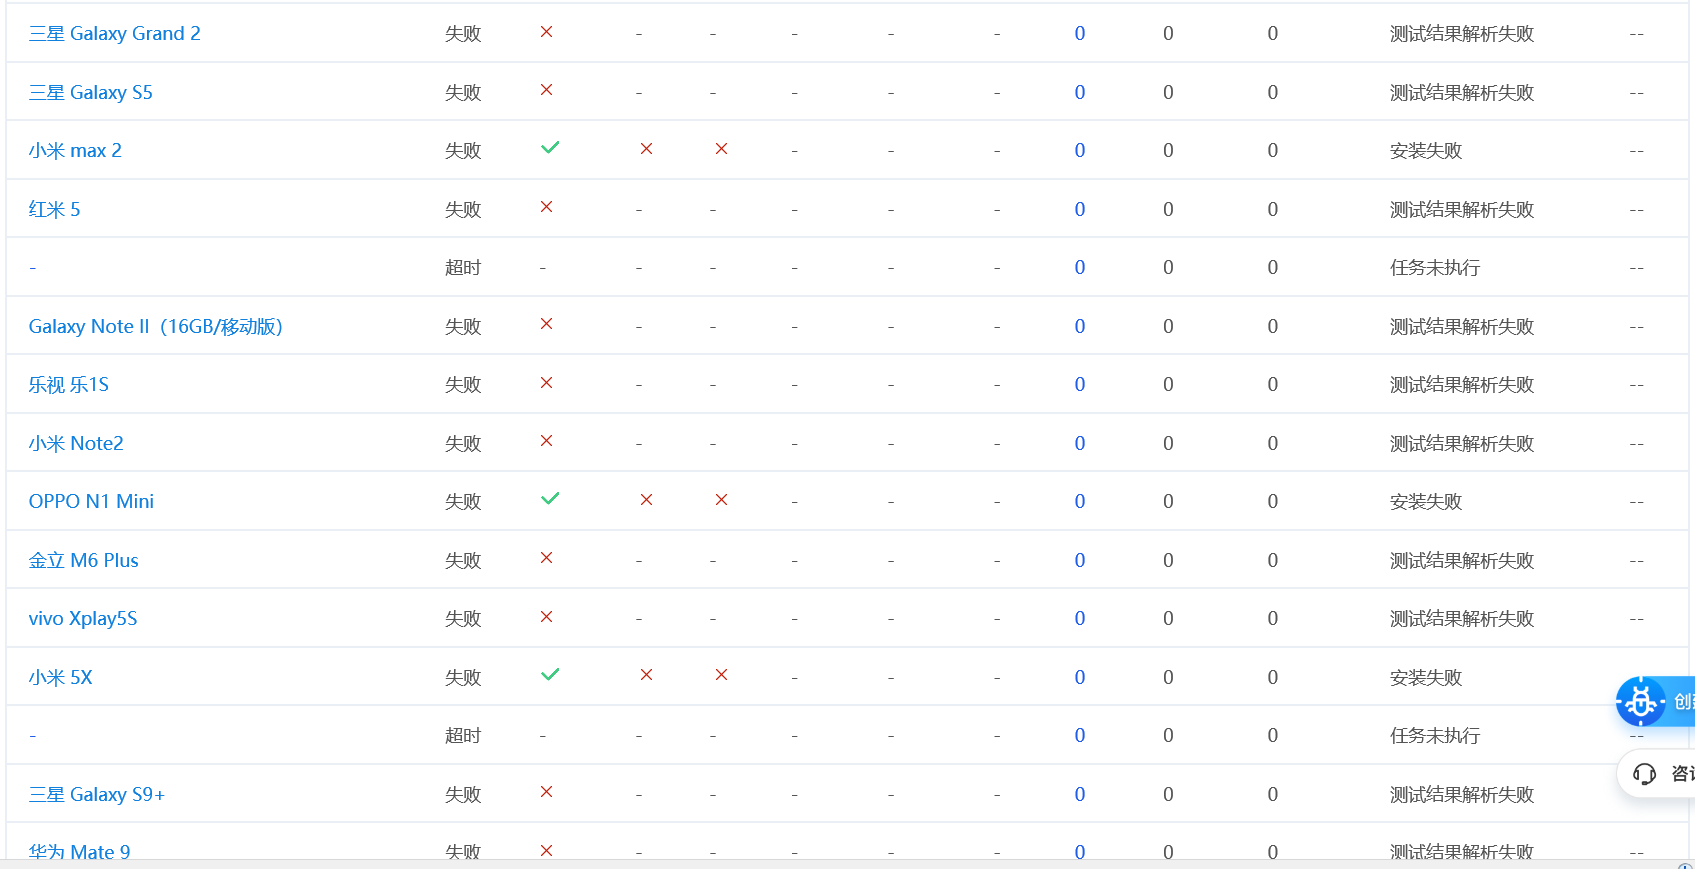 三星 Galaxy Grand 2 失败 - - - - - 0 0 0 测试结果解析失败 --
三星 Galaxy S5 失败 - - - - - 0 0 0 测试结果解析失败 --
小米 max 2 失败 - - - 0 0 0 安装失败 --
红米 5 失败 - - - - - 0 0 0 测试结果解析失败 --
- 超时 - - - - - - 0 0 0 任务未执行 --
Galaxy Note II（16GB/移动版） 失败 - - - - - 0 0 0 测试结果解析失败 --
乐视 乐1S 失败 - - - - - 0 0 0 测试结果解析失败 --
小米 Note2 失败 - - - - - 0 0 0 测试结果解析失败 --
OPPO N1 Mini 失败 - - - 0 0 0 安装失败 --
金立 M6 Plus 失败 - - - - - 0 0 0 测试结果解析失败 --
vivo Xplay5S 失败 - - - - - 0 0 0 测试结果解析失败 --
小米 5X 失败 - - - 0 0 0 安装失败 --
创
- 超时 - - - - - - 0 0 0 任务未执行 --
咨
三星 Galaxy S9+ 失败 - - - - - 0 0 0 测试结果解析失败 --
华为 Mate 9 失败 - - - - - 0 0 0 测试结果解析失败 --